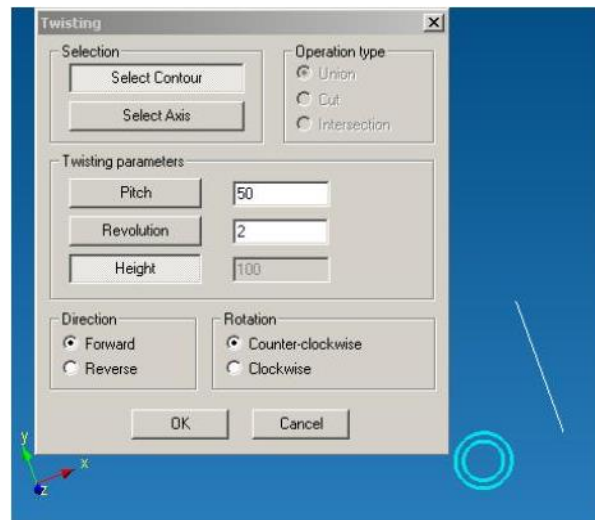 Twisting
Selection
Select Contour
Select Axis
Operation type
Union
Cut
Intersection
Twisting parameters
Pitch
50
Revolution
2
Height
100
Direction
Forward
Reverse
Rotation
Counter-clockwise
Clockwise
OK
Cancel
y
x
z